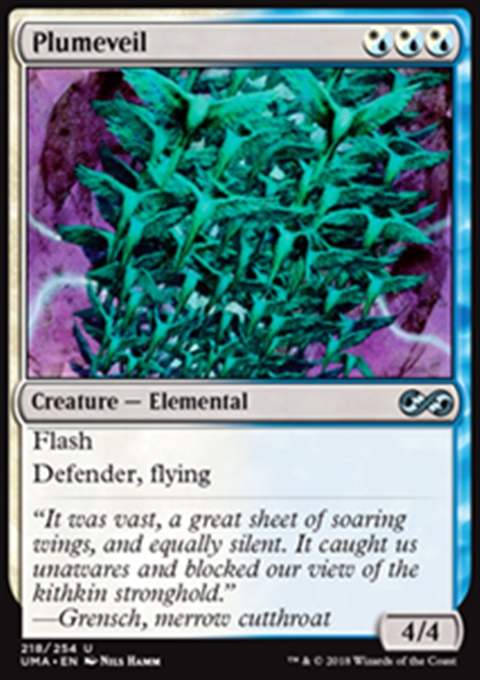 Plumeveil
Creature — Elemental
Flash
Defender, flying
“It was vast, a great sheet of soaring
wings, and equally silent. It caught us
unawares and blocked our view of the
kithkin stronghold.”
—Grensch, merrow cutthroat
4/4
218/254 U
UMA • EN Nils Hamm
™ & © 2018 Wizards of the Coast